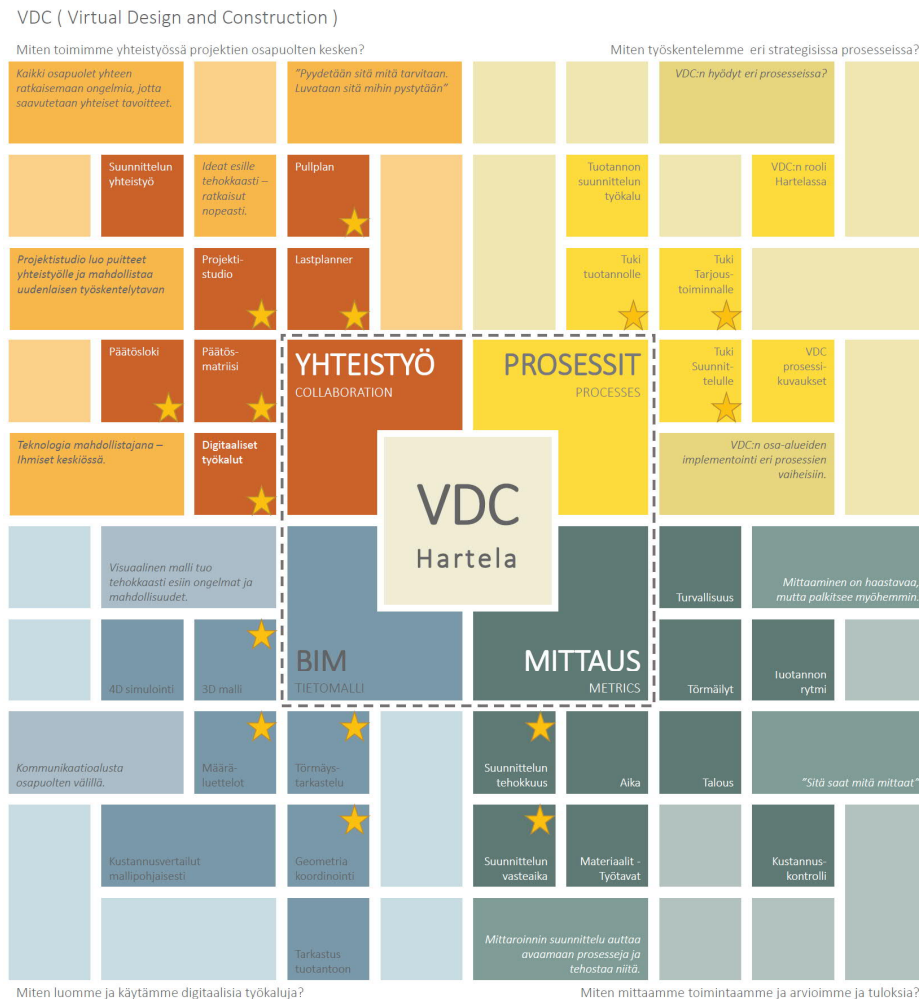 VDC ( Virtual Design and Construction )
Miten toimimme yhteistyössä projektien osapuolten kesken?
Miten työskentelemme eri strategisissa prosesseissa?
Kaikki osapuolet yhteen
ratkaisemaan ongelmia, jotta
saavutetaan yhteiset tavoitteet.
"Pyydetään sitä mitä tarvitaan.
Luvataan sitä mihin pystytään"
VDC:n hyödyt eri prosesseissa?
Suunnittelun
yhteistyö
Ideat esille
tehokkaasti –
ratkaisut
nopeasti.
Pullplan
Tuotannon
suunnittelun
työkalu
VDC:n rooli
Hartelassa
Projektistudio luo puitteet
yhteistyölle ja mahdollistaa
uudenlaisen työskentelytavan
Projekti-
studio
Lastplanner
Tuki
tuotannolle
Tuki
Tarjous-
toiminnalle
Päätösloki
Päätös-
matriisi
YHTEISTYÖ
COLLABORATION
PROSESSIT
PROCESSES
Tuki
Suunnit-
telulle
VDC
prosessi-
kuvaukset
Teknologia mahdollistajana –
Ihmiset keskiössä.
Digitaaliset
työkalut
VDC:n osa-alueiden
implementointi eri prosessien
vaiheisiin.
VDC
Hartela
Visuaalinen malli tuo
tehokkaasti esiin ongelmat ja
mahdollisuudet.
Turvallisuus
Mittaaminen on haastavaa,
mutta palkitsee myöhemmin.
4D simulointi
3D malli
BIM
TIETOMALLI
MITTAUS
METRICS
Törmäilyt
Tuotannon
rytmi
Kommunikaatioalusta
osapuolten välillä.
Määrä-
luettelot
Törmäys-
tarkastelu
Suunnittelun
tehokkuus
Aika
Talous
"Sitä saat mitä mittaat"
Kustannusvertailut
mallipohjaisesti
Geometria
koordinointi
Suunnittelun
vasteaika
Materiaalit -
Työtavat
Kustannus-
kontrolli
Tarkastus
tuotantoon
Mittaroinnin suunnittelu auttaa
avaamaan prosesseja ja
tehostaa niitä.
Miten luomme ja käytämme digitaalisia työkaluja?
Miten mittaamme toimintaamme ja arvioimme ja tuloksia?